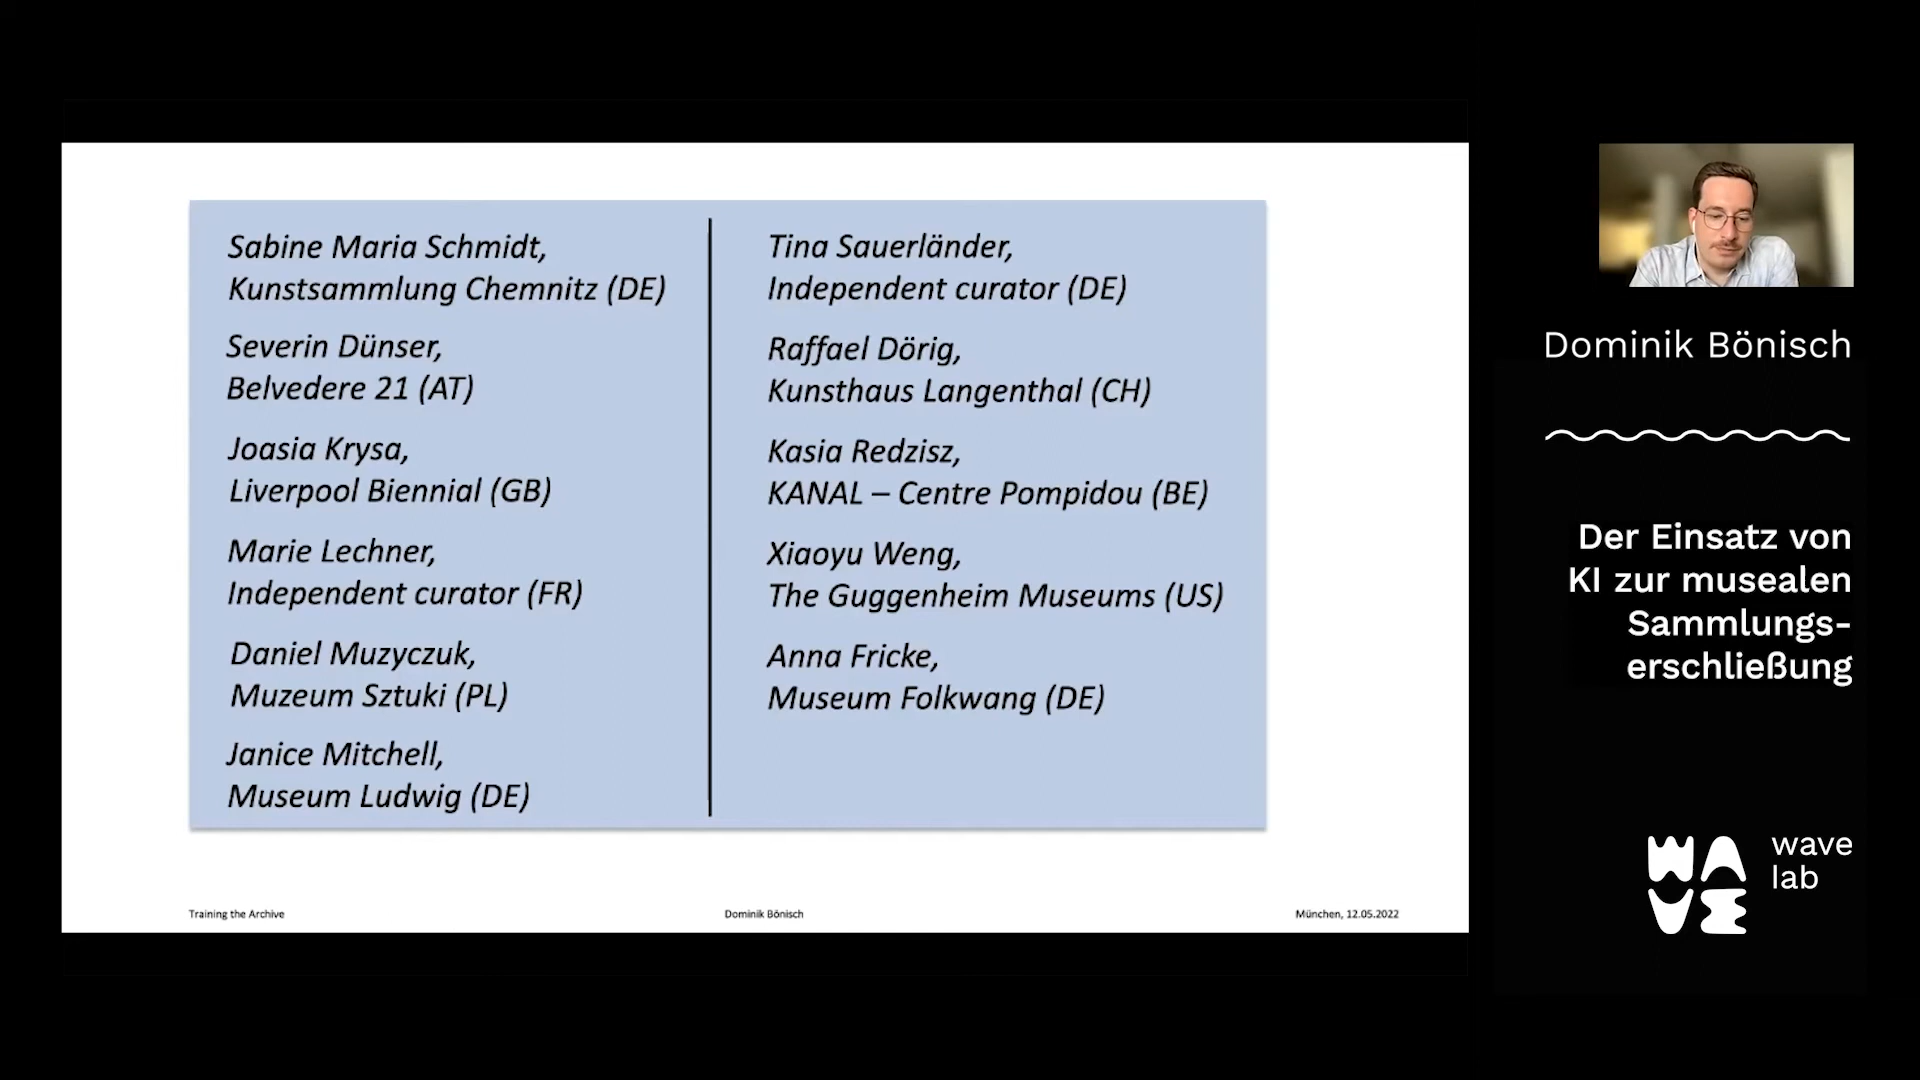 Sabine Maria Schmidt,
Kunstsammlung Chemnitz (DE)
Severin Dünser,
Belvedere 21 (AT)
Joasia Krysa,
Liverpool Biennial (GB)
Marie Lechner,
Independent curator (FR)
Daniel Muzyczuk,
Muzeum Sztuki (PL)
Janice Mitchell,
Museum Ludwig (DE)
Tina Sauerländer,
Independent curator (DE)
Raffael Dörig,
Kunsthaus Langenthal (CH)
Kasia Redzisz,
KANAL – Centre Pompidou (BE)
Xiaoyu Weng,
The Guggenheim Museums (US)
Anna Fricke,
Museum Folkwang (DE)
Training the Archive
Dominik Bönisch
München, 12.05.2022
Dominik Bönisch
Der Einsatz von
KI zur musealen
Sammlungs-
erschließung
WA
VE
wave
lab